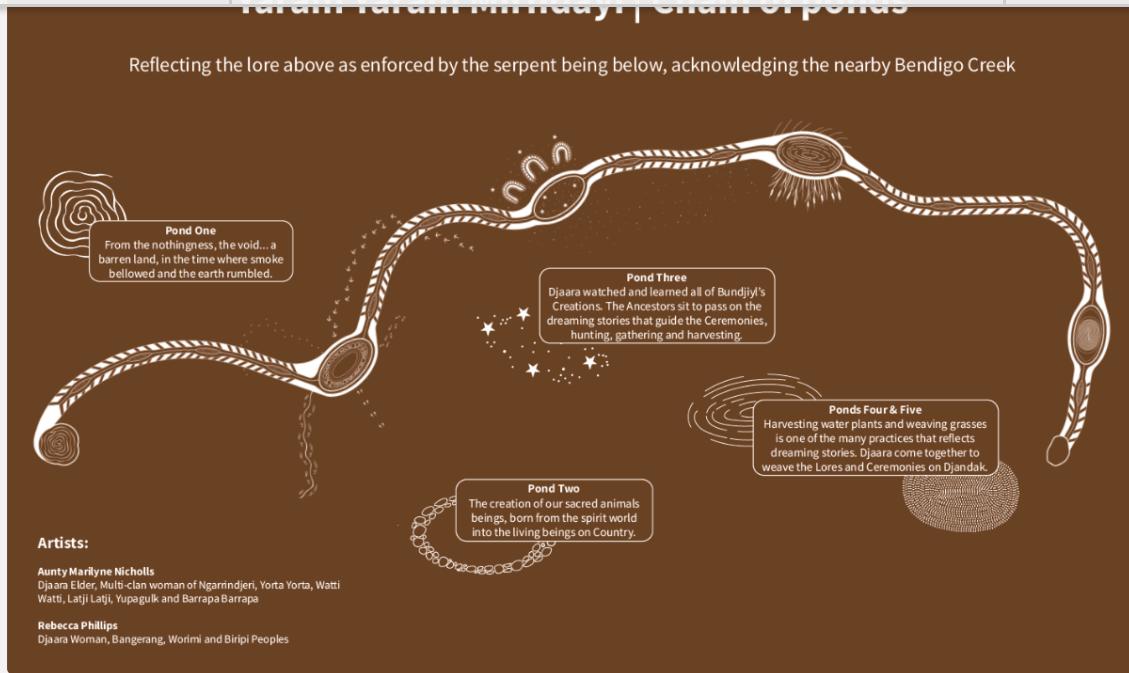 Yaram Yaram Mirndayi | Chain of ponds
Reflecting the lore above as enforced by the serpent being below, acknowledging the nearby Bendigo Creek
Pond One
From the nothingness, the void... a
barren land, in the time where smoke
bellowed and the earth rumbled.
Pond Three
Djaara watched and learned all of Bundjiyl's
Creations. The Ancestors sit to pass on the
dreaming stories that guide the Ceremonies,
hunting, gathering and harvesting.
Ponds Four & Five
Harvesting water plants and weaving grasses
is one of the many practices that reflects
dreaming stories. Djaara come together to
weave the Lores and Ceremonies on Djandak.
Pond Two
The creation of our sacred animals
beings, born from the spirit world
into the living beings on Country.
Artists:
Aunty Marilyne Nicholls
Djaara Elder, Multi-clan woman of Ngarrindjeri, Yorta Yorta, Watti
Watti, Latji Latji, Yupagulk and Barrapa Barrapa
Rebecca Phillips
Djaara Woman, Bangerang, Worimi and Biripi Peoples